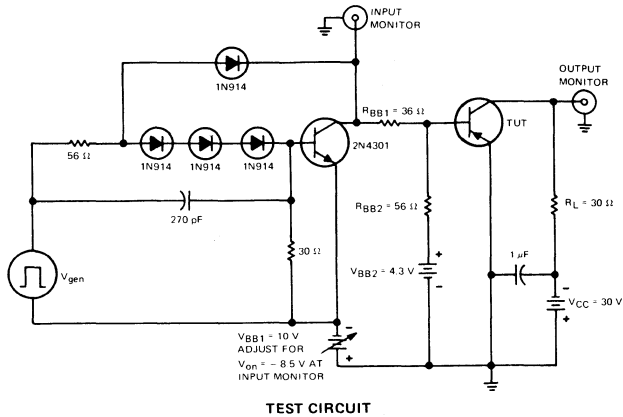 INPUT
MONITOR
OUTPUT
MONITOR
1N914
RBB1 = 36 Ω
TUT
56 Ω
1N914
1N914
1N914
2N4301
270 pF
RBB2 = 56 Ω
RL = 30 Ω
30 Ω
1 µF
Vgen
+
VBB2 = 4.3 V
-
-
VCC = 30 V
+
VBB1 = 10 V
ADJUST FOR
Von = - 8 5 V AT
INPUT MONITOR
-
+
TEST CIRCUIT